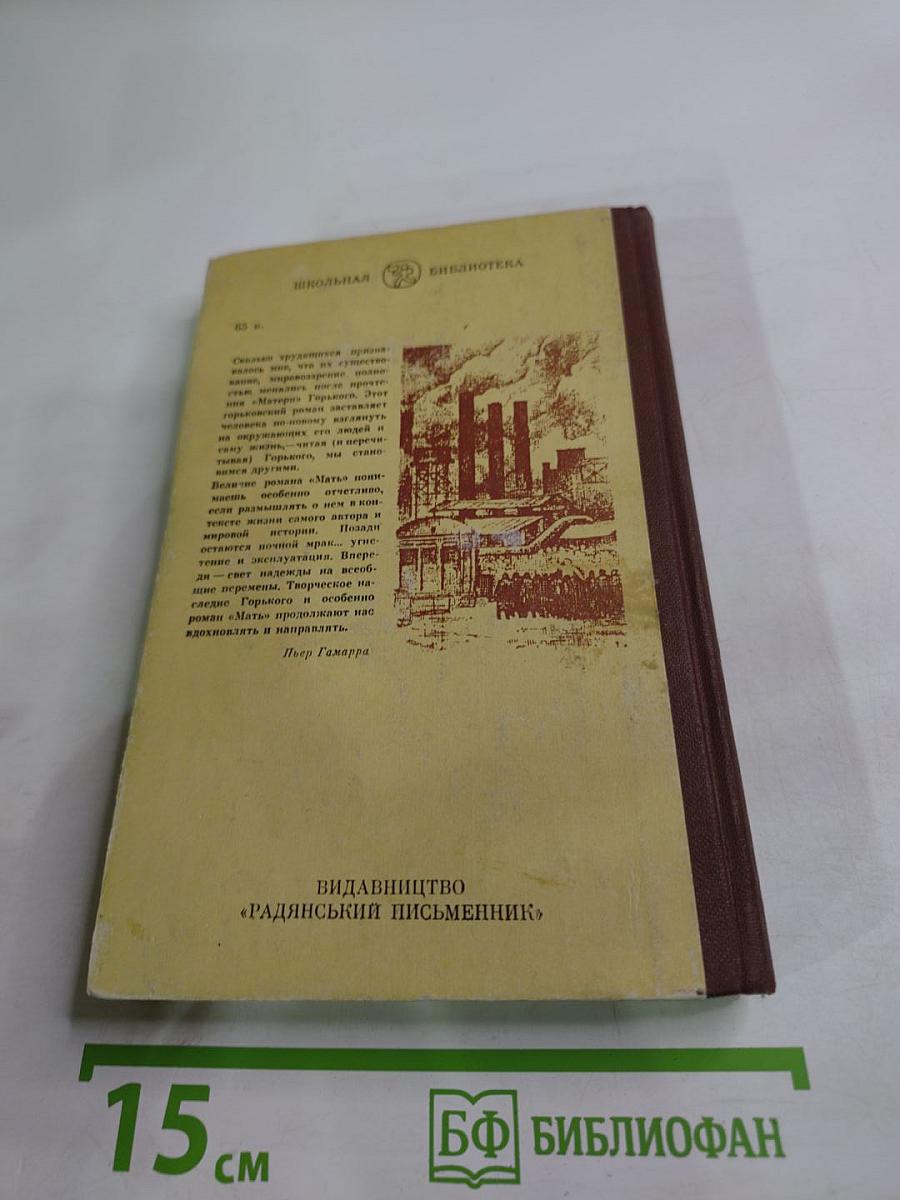 ШКОЛЬНАЯ БИБЛИОТЕКА
65 к.
Сколько трудящихся призна-
валось мне, что их существо-
вание, мировоззрение полно-
стью менялись после прочте-
ния «Матери» Горького. Этот
горьковский роман заставляет
человека по-новому взглянуть
на окружающих его людей и
саму жизнь,—читая (и перечи-
тывая) Горького, мы стано-
вимся другими.
Величие романа «Мать» пони-
маешь особенно отчетливо,
если размышлять о нем в кон-
тексте жизни самого автора и
мировой истории. Позади
остаются ночной мрак... угне-
тение и эксплуатация. Впере-
ди — свет надежды на всеоб-
щие перемены. Творческое на-
следие Горького и особенно
роман «Мать» продолжают нас
вдохновлять и направлять.
Пьер Гамарра
ВИДАВНИЦТВО
«РАДЯНСЬКИЙ ПИСЬМЕННИК»
15 см
БФ БИБЛИОФАН